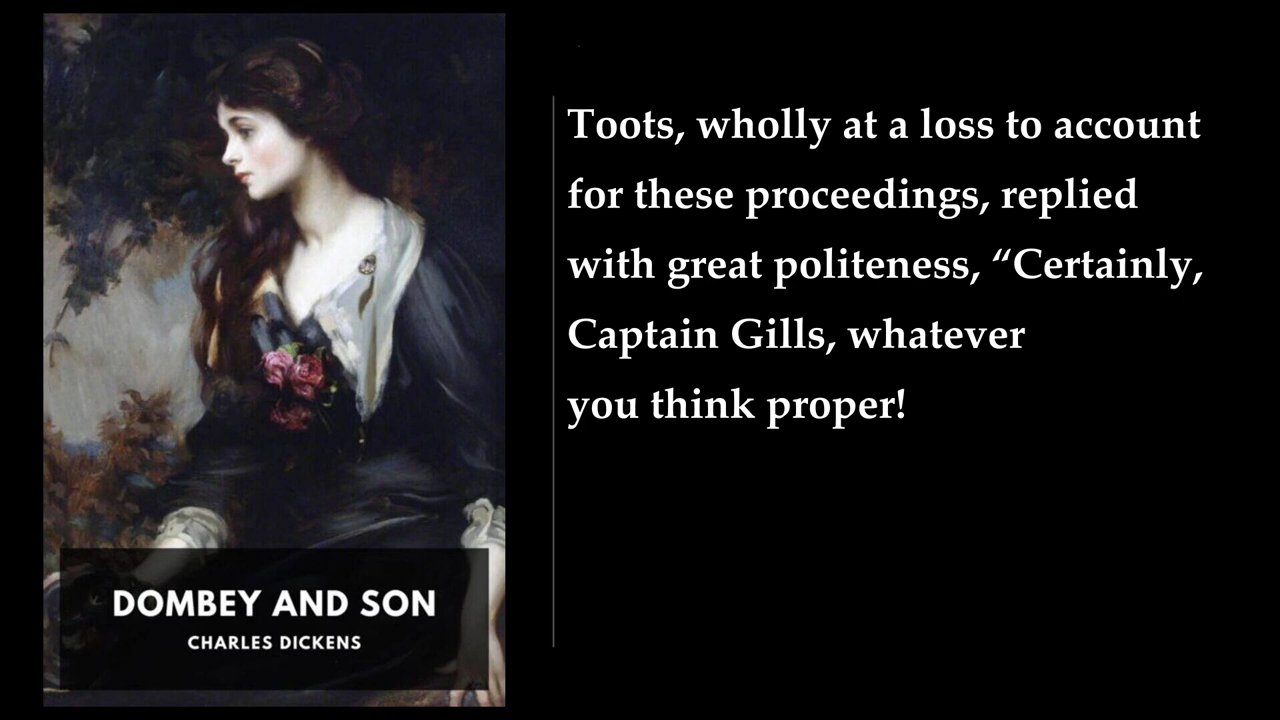 DOMBEY AND SON
CHARLES DICKENS
Toots, wholly at a loss to account
for these proceedings, replied
with great politeness, “Certainly,
Captain Gills, whatever
you think proper!